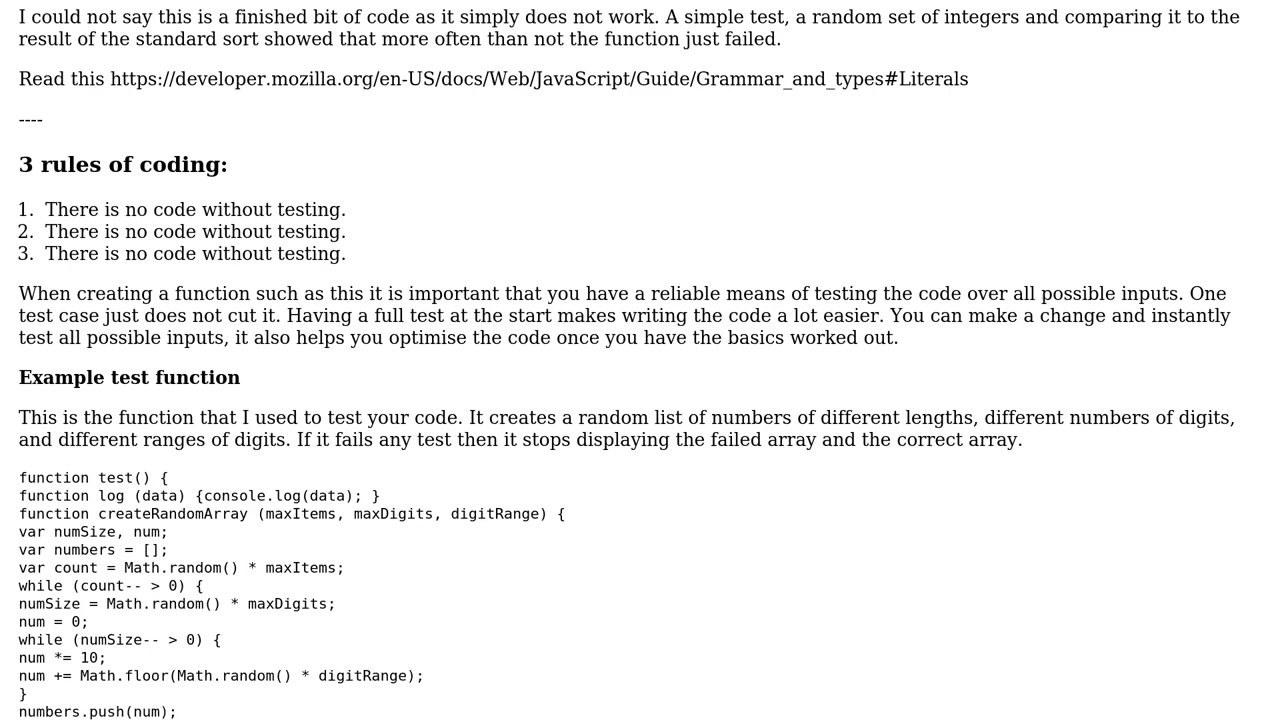 I could not say this is a finished bit of code as it simply does not work. A simple test, a random set of integers and comparing it to the
result of the standard sort showed that more often than not the function just failed.
Read this https://developer.mozilla.org/en-US/docs/Web/JavaScript/Guide/Grammar_and_types#Literals
----
3 rules of coding:
1. There is no code without testing.
2. There is no code without testing.
3. There is no code without testing.
When creating a function such as this it is important that you have a reliable means of testing the code over all possible inputs. One
test case just does not cut it. Having a full test at the start makes writing the code a lot easier. You can make a change and instantly
test all possible inputs, it also helps you optimise the code once you have the basics worked out.
Example test function
This is the function that I used to test your code. It creates a random list of numbers of different lengths, different numbers of digits,
and different ranges of digits. If it fails any test then it stops displaying the failed array and the correct array.
function test() {
function log (data) {console.log(data); }
function createRandomArray (maxItems, maxDigits, digitRange) {
var numSize, num;
var numbers = [];
var count = Math.random() * maxItems;
while (count-- > 0) {
numSize = Math.random() * maxDigits;
num = 0;
while (numSize-- > 0) {
num *= 10;
num += Math.floor(Math.random() * digitRange);
}
numbers.push(num);